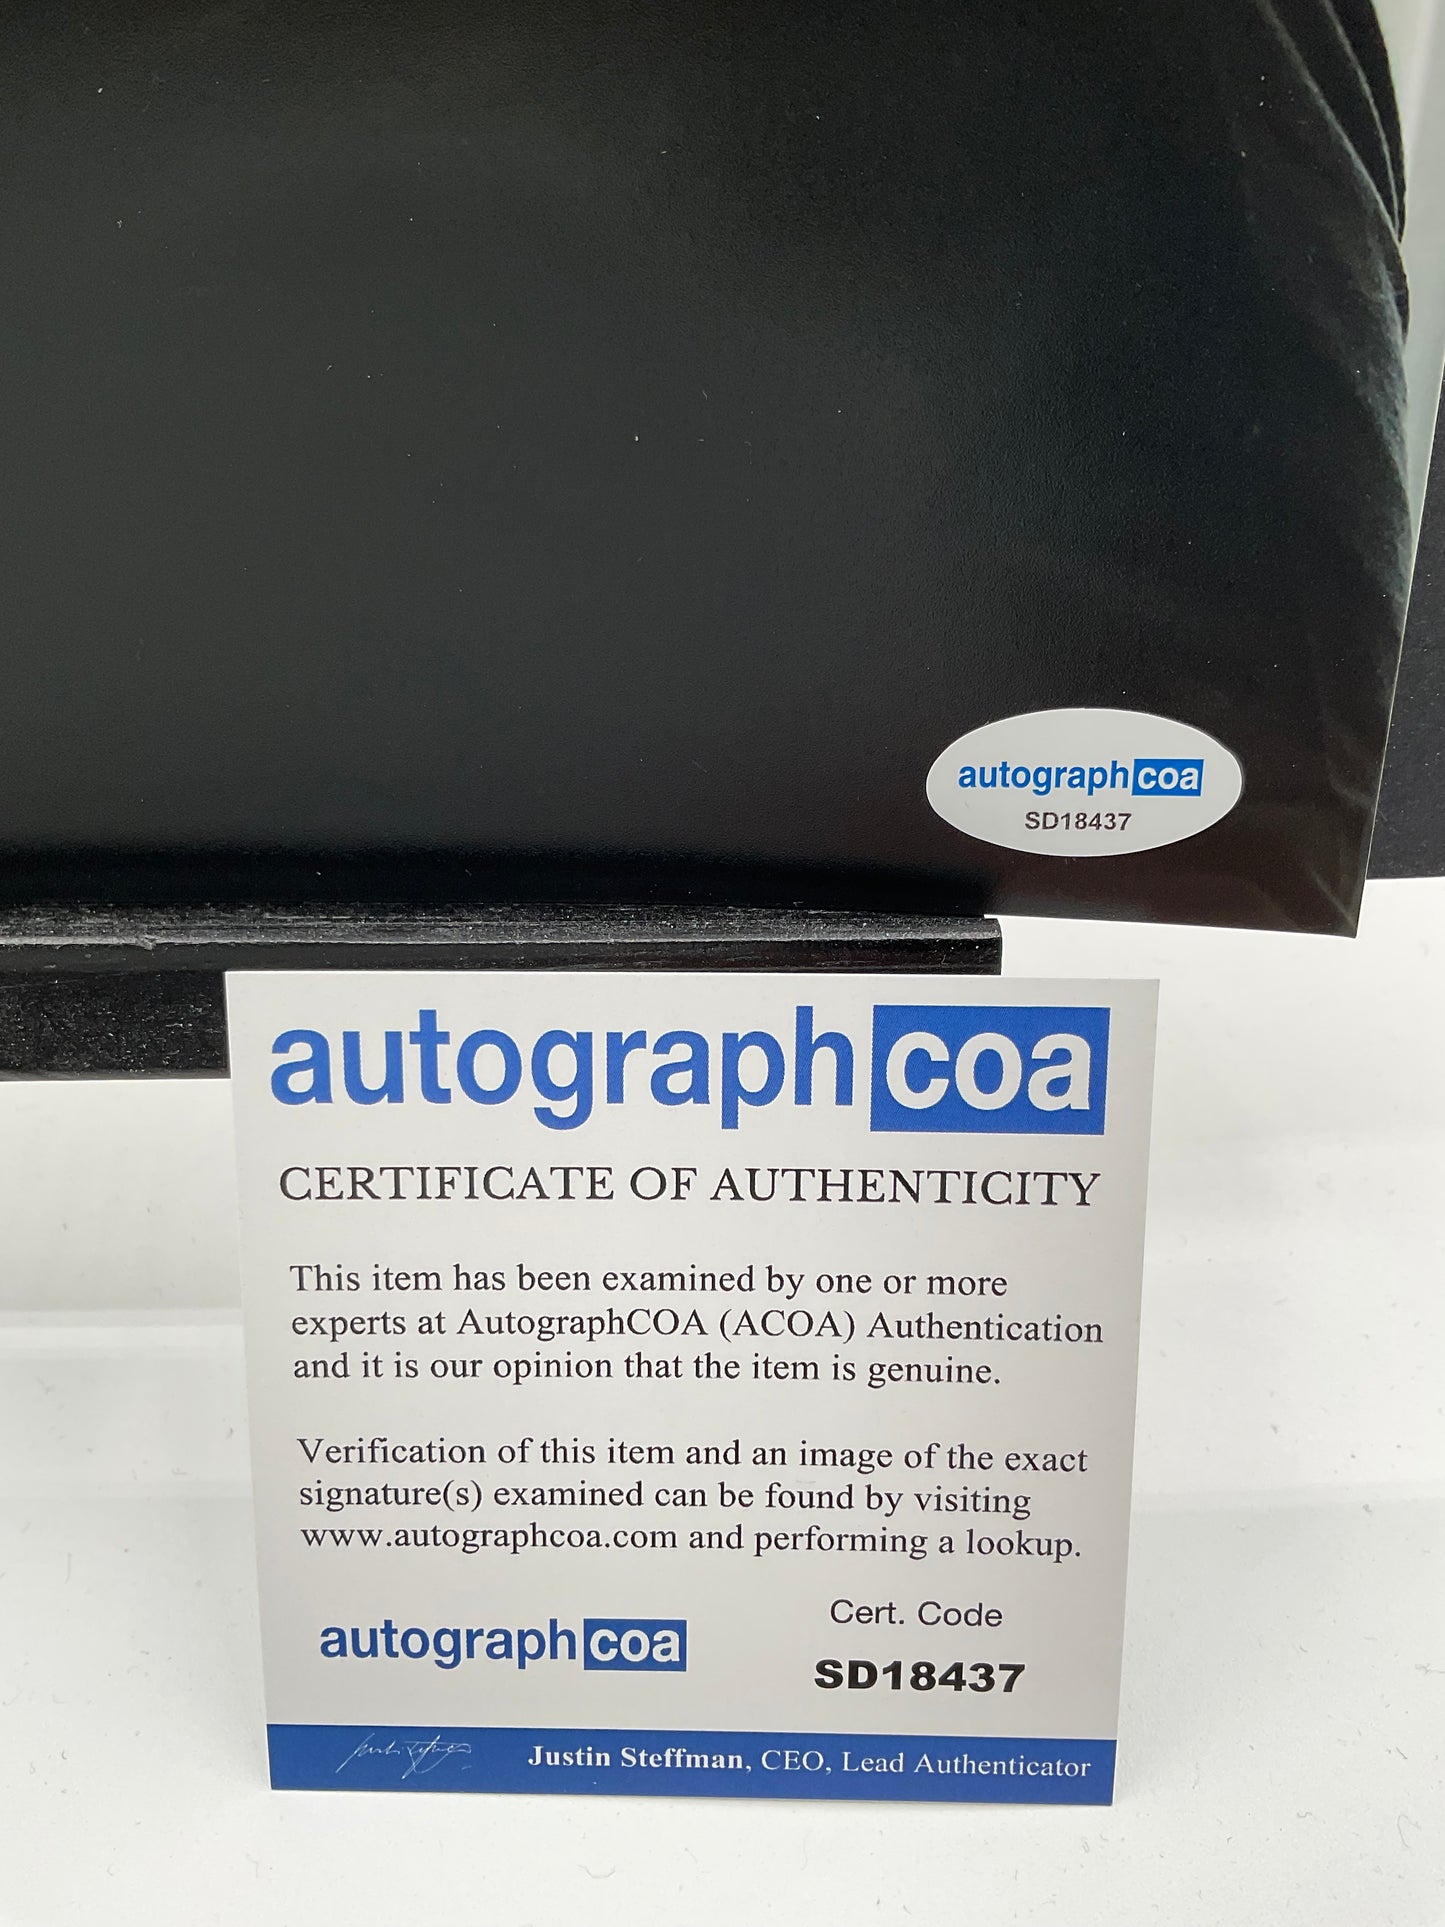 autographcoa
SD18437
autographcoa
CERTIFICATE OF AUTHENTICITY
This item has been examined by one or more
experts at AutographCOA (ACOA) Authentication
and it is our opinion that the item is genuine.
Verification of this item and an image of the exact
signature(s) examined can be found by visiting
www.autographcoa.com and performing a lookup.
autographcoa
Cert. Code
SD18437
Justin Steffman, CEO, Lead Authenticator